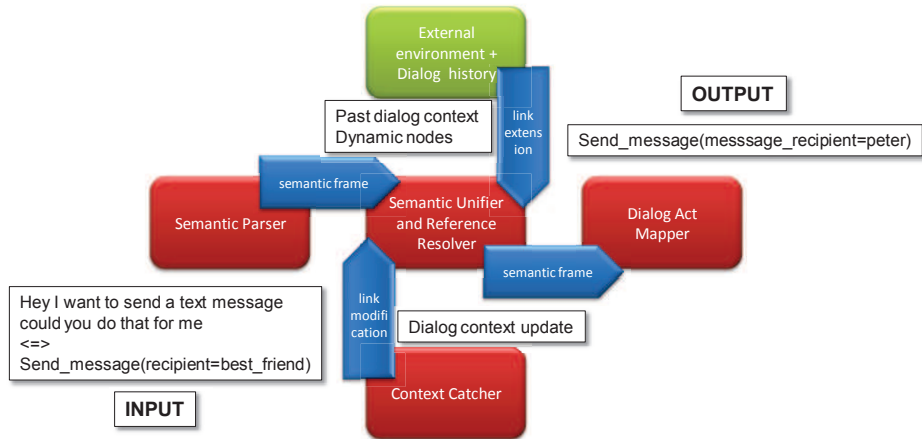 External
environment +
Dialog history
OUTPUT
Past dialog context
Dynamic nodes
link
extens
ion
Send_message(messsage_recipient=peter)
semantic frame
Semantic Parser
Semantic Unifier
and Reference
Resolver
Dialog Act
Mapper
semantic frame
Hey I want to send a text message
could you do that for me
<=>
Send_message(recipient=best_friend)
link
modifi
cation
Dialog context update
INPUT
Context Catcher